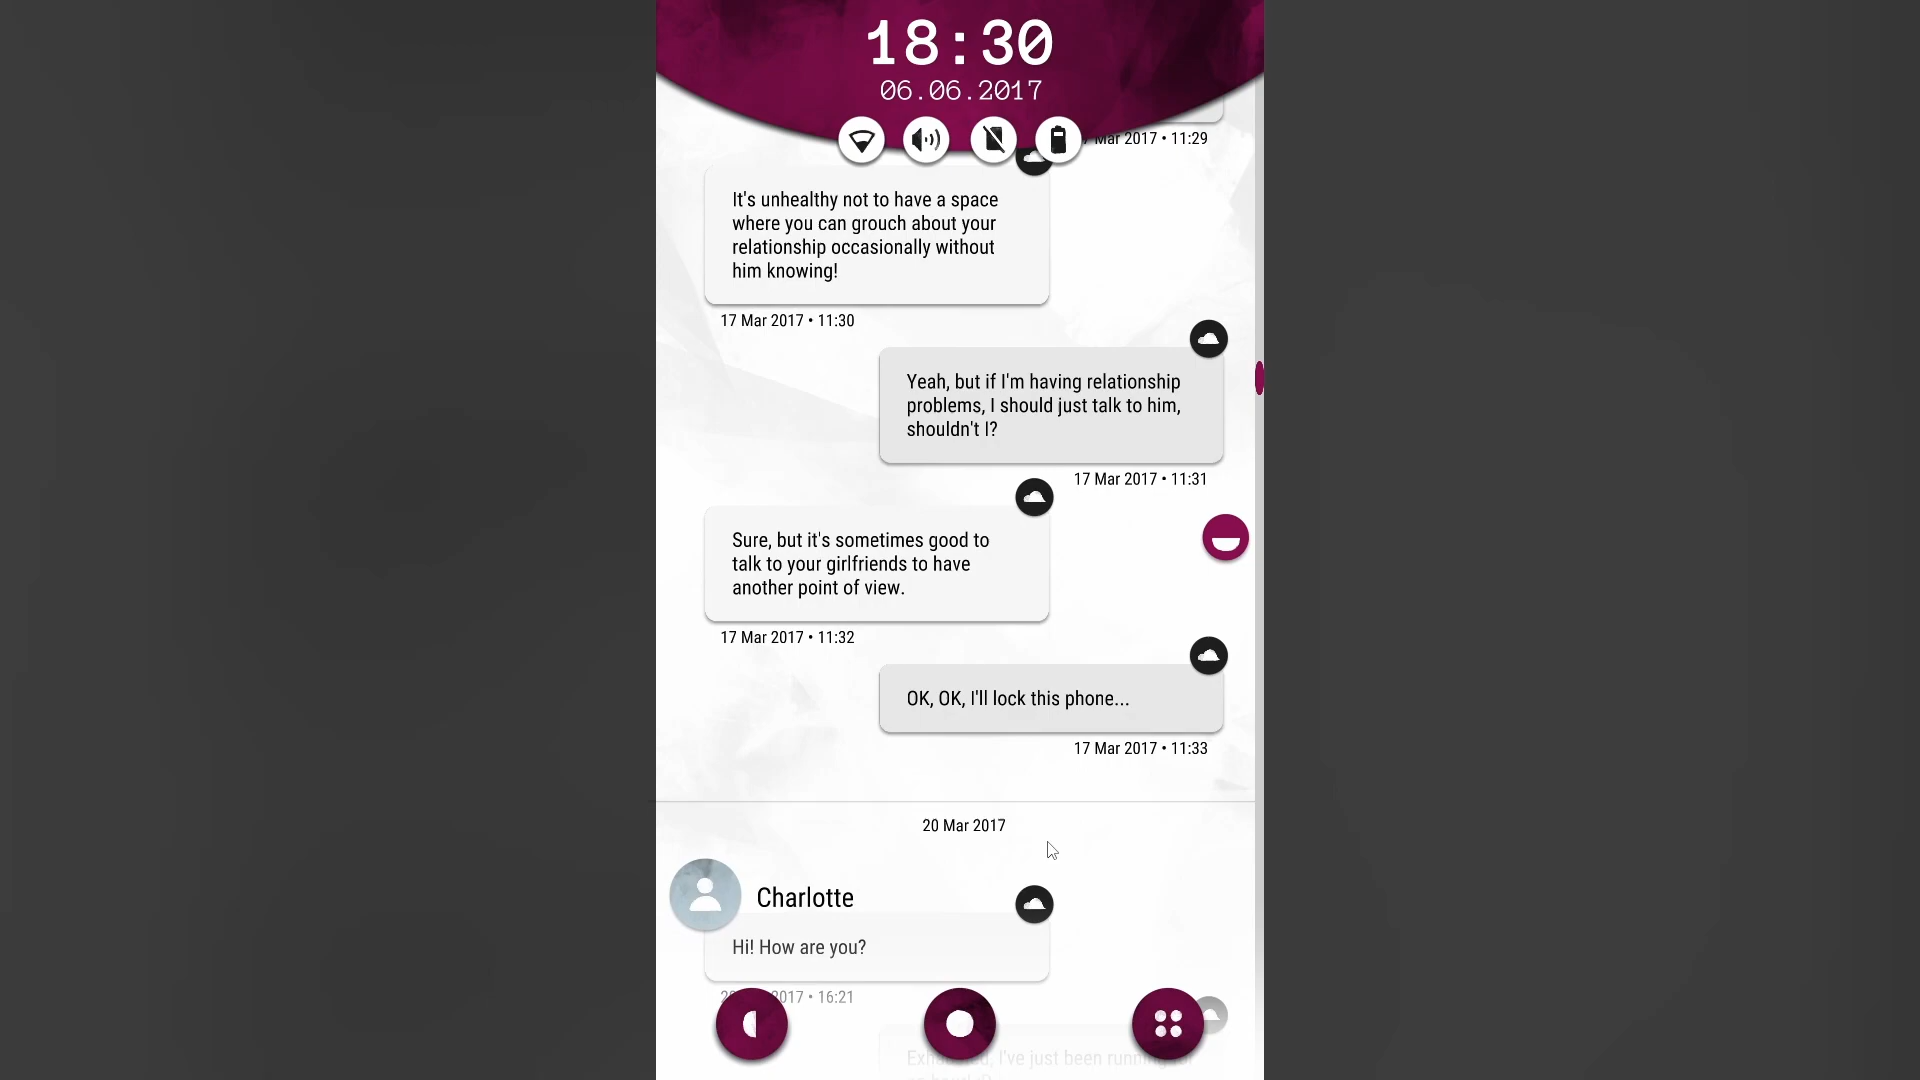 18:30
06.06.2017
Mar 2017 • 11:29
It's unhealthy not to have a space
where you can grouch about your
relationship occasionally without
him knowing!
17 Mar 2017 • 11:30
Yeah, but if I'm having relationship
problems, I should just talk to him,
shouldn't I?
17 Mar 2017 • 11:31
Sure, but it's sometimes good to
talk to your girlfriends to have
another point of view.
17 Mar 2017 • 11:32
OK, OK, I'll lock this phone...
17 Mar 2017 • 11:33
20 Mar 2017
Charlotte
Hi! How are you?
2017 • 16:21
I've just been